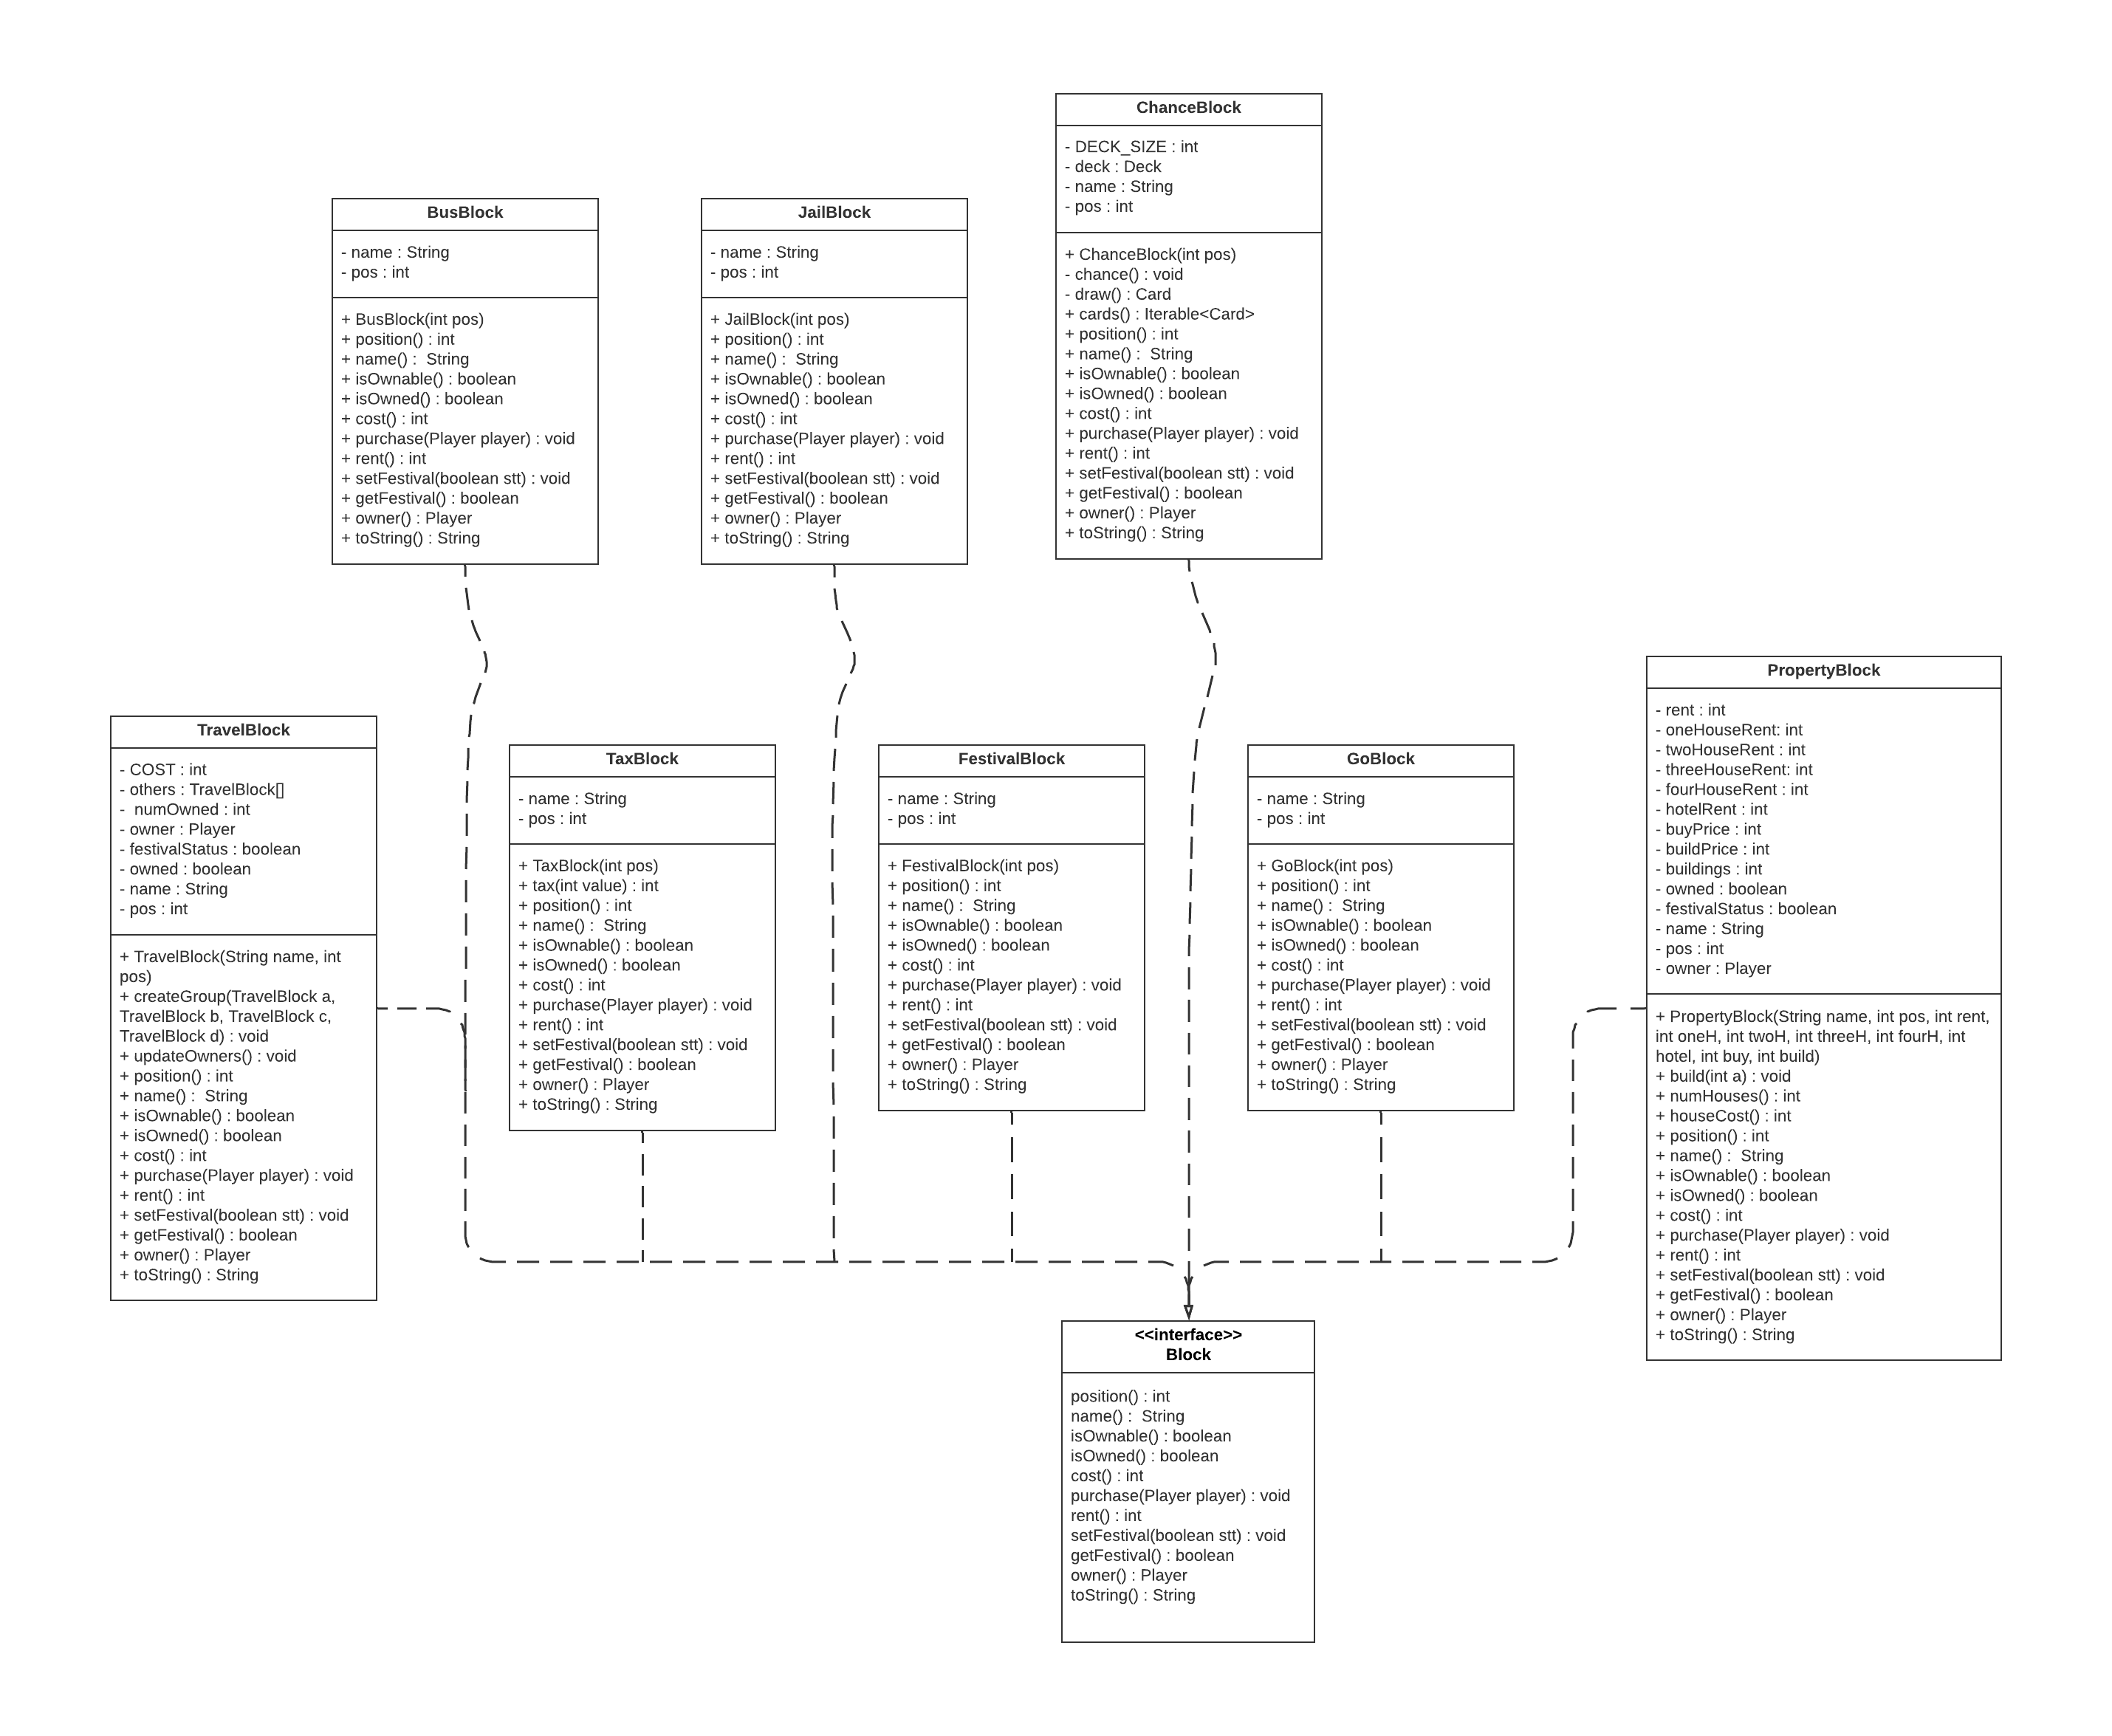 ChanceBlock
- DECK_SIZE : int
- deck : Deck
- name : String
- pos : int
+ ChanceBlock(int pos)
- chance() : void
- draw() : Card
+ cards() : Iterable<Card>
+ position() : int
+ name() :  String
+ isOwnable() : boolean
+ isOwned() : boolean
+ cost() : int
+ purchase(Player player) : void
+ rent() : int
+ setFestival(boolean stt) : void
+ getFestival() : boolean
+ owner() : Player
+ toString() : String
BusBlock
- name : String
- pos : int
+ BusBlock(int pos)
+ position() : int
+ name() :  String
+ isOwnable() : boolean
+ isOwned() : boolean
+ cost() : int
+ purchase(Player player) : void
+ rent() : int
+ setFestival(boolean stt) : void
+ getFestival() : boolean
+ owner() : Player
+ toString() : String
JailBlock
- name : String
- pos : int
+ JailBlock(int pos)
+ position() : int
+ name() :  String
+ isOwnable() : boolean
+ isOwned() : boolean
+ cost() : int
+ purchase(Player player) : void
+ rent() : int
+ setFestival(boolean stt) : void
+ getFestival() : boolean
+ owner() : Player
+ toString() : String
TravelBlock
- COST : int
- others : TravelBlock[]
-  numOwned : int
- owner : Player
- festivalStatus : boolean
- owned : boolean
- name : String
- pos : int
+ TravelBlock(String name, int
pos)
+ createGroup(TravelBlock a,
TravelBlock b, TravelBlock c,
TravelBlock d) : void
+ updateOwners() : void
+ position() : int
+ name() :  String
+ isOwnable() : boolean
+ isOwned() : boolean
+ cost() : int
+ purchase(Player player) : void
+ rent() : int
+ setFestival(boolean stt) : void
+ getFestival() : boolean
+ owner() : Player
+ toString() : String
TaxBlock
- name : String
- pos : int
+ TaxBlock(int pos)
+ tax(int value) : int
+ position() : int
+ name() :  String
+ isOwnable() : boolean
+ isOwned() : boolean
+ cost() : int
+ purchase(Player player) : void
+ rent() : int
+ setFestival(boolean stt) : void
+ getFestival() : boolean
+ owner() : Player
+ toString() : String
FestivalBlock
- name : String
- pos : int
+ FestivalBlock(int pos)
+ position() : int
+ name() :  String
+ isOwnable() : boolean
+ isOwned() : boolean
+ cost() : int
+ purchase(Player player) : void
+ rent() : int
+ setFestival(boolean stt) : void
+ getFestival() : boolean
+ owner() : Player
+ toString() : String
GoBlock
- name : String
- pos : int
+ GoBlock(int pos)
+ position() : int
+ name() :  String
+ isOwnable() : boolean
+ isOwned() : boolean
+ cost() : int
+ purchase(Player player) : void
+ rent() : int
+ setFestival(boolean stt) : void
+ getFestival() : boolean
+ owner() : Player
+ toString() : String
PropertyBlock
- rent : int
- oneHouseRent: int
- twoHouseRent : int
- threeHouseRent: int
- fourHouseRent : int
- hotelRent : int
- buyPrice : int
- buildPrice : int
- buildings : int
- owned : boolean
- festivalStatus : boolean
- name : String
- pos : int
- owner : Player
+ PropertyBlock(String name, int pos, int rent,
int oneH, int twoH, int threeH, int fourH, int
hotel, int buy, int build)
+ build(int a) : void
+ numHouses() : int
+ houseCost() : int
+ position() : int
+ name() :  String
+ isOwnable() : boolean
+ isOwned() : boolean
+ cost() : int
+ purchase(Player player) : void
+ rent() : int
+ setFestival(boolean stt) : void
+ getFestival() : boolean
+ owner() : Player
+ toString() : String
<<interface>>
Block
position() : int
name() :  String
isOwnable() : boolean
isOwned() : boolean
cost() : int
purchase(Player player) : void
rent() : int
setFestival(boolean stt) : void
getFestival() : boolean
owner() : Player
toString() : String